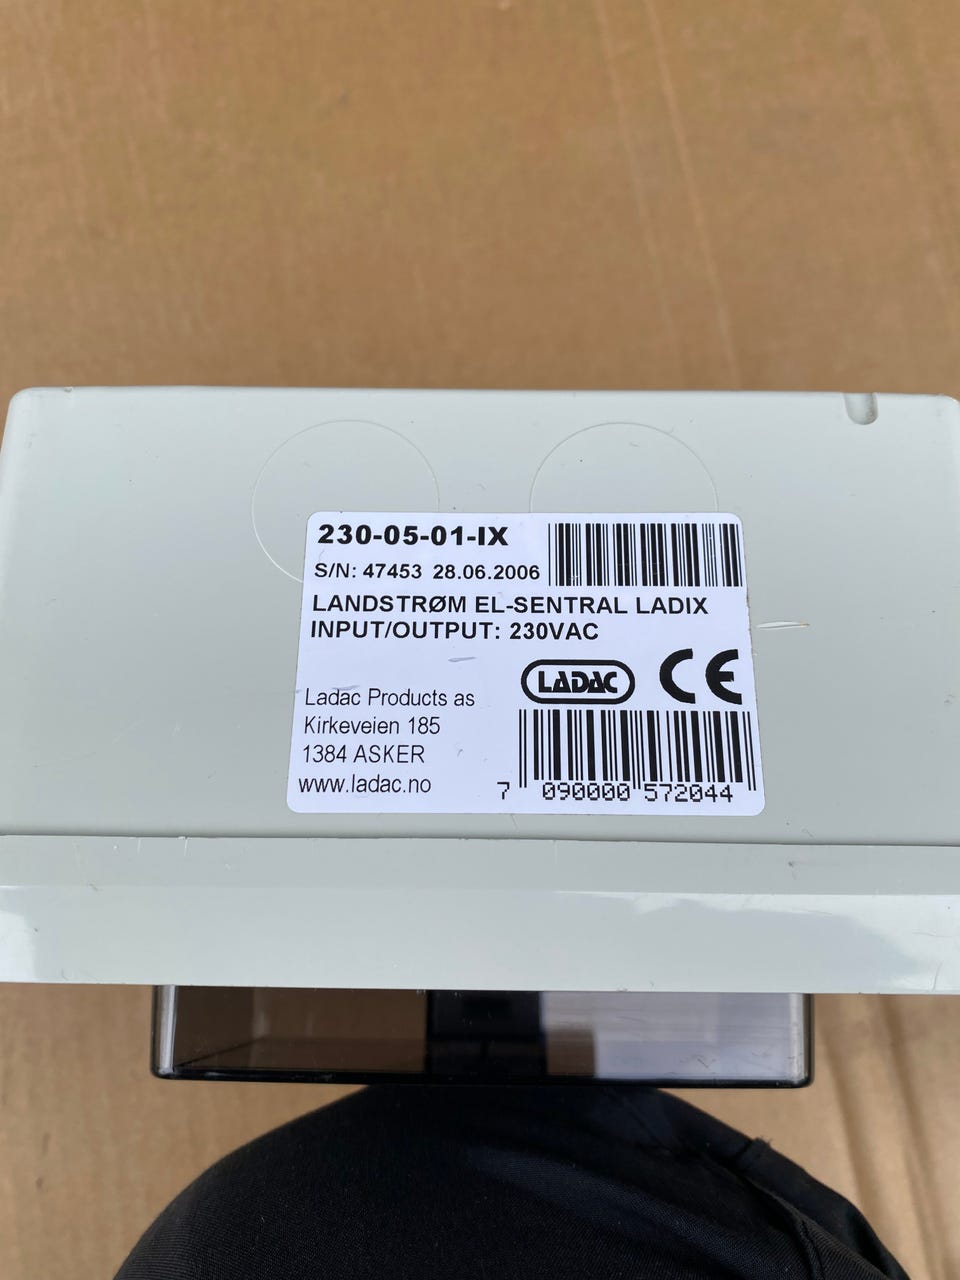 230-05-01-IX
S/N: 47453 28.06.2006
LANDSTRØM EL-SENTRAL LADIX
INPUT/OUTPUT: 230VAC
LADAC CE
Ladac Products as
Kirkeveien 185
1384 ASKER
www.ladac.no
7 090000 572044